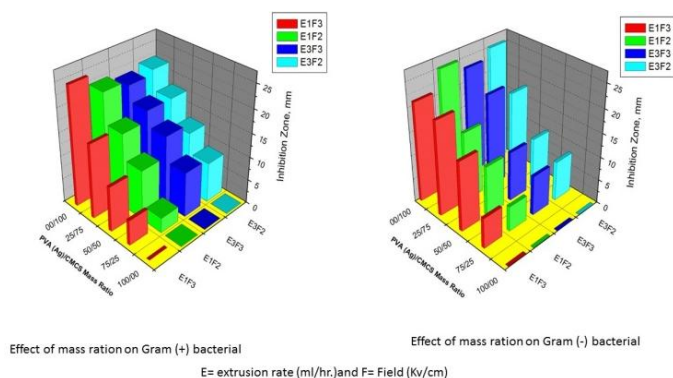 E1F3
E1F2
E3F3
E3F2
25
20
15
10
5
0
Inhibition Zone, mm
00/100
25/75
50/50
75/25
100/00
PVA (Ag)/CMCS Mass Ratio
E1F3
E1F2
E3F3
E3F2
Effect of mass ration on Gram (+) bacterial
E1F3
E1F2
E3F3
E3F2
25
20
15
10
5
0
Inhibition Zone, mm
00/100
25/75
50/50
75/25
100/00
PVA (Ag)/CMCS Mass Ratio
E1F3
E1F2
E3F3
E3F2
Effect of mass ration on Gram (-) bacterial
E= extrusion rate (ml/hr.)and F= Field (Kv/cm)